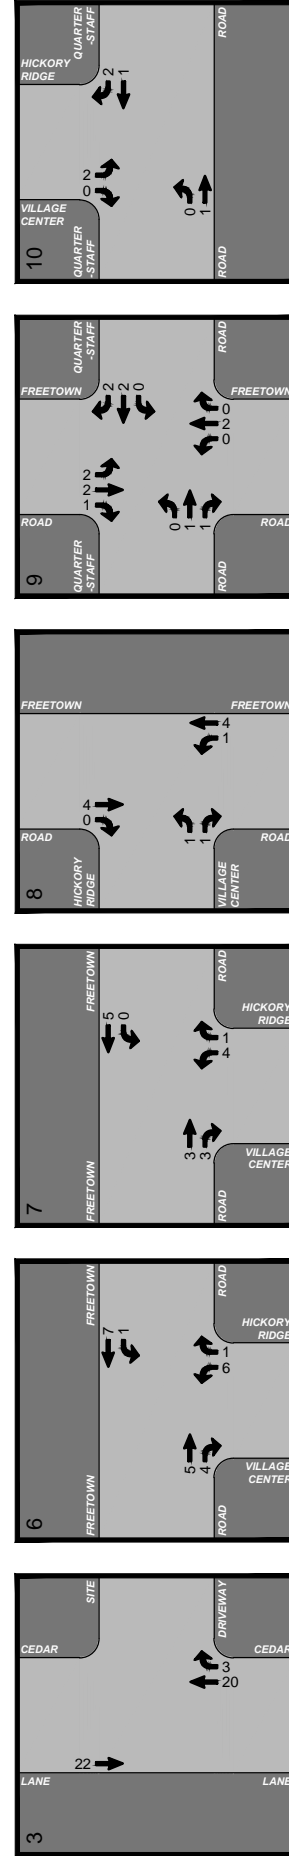 QUARTER
-STAFF
ROAD
HICKORY
RIDGE
2
1
2
0
0
1
VILLAGE
CENTER
10
QUARTER
-STAFF
ROAD
QUARTER
-STAFF
ROAD
FREETOWN
FREETOWN
2
2
0
2
2
1
0
2
0
0
1
1
ROAD
ROAD
9
QUARTER
-STAFF
ROAD
FREETOWN
FREETOWN
4
0
4
1
1
1
ROAD
ROAD
8
HICKORY
RIDGE
VILLAGE
CENTER
FREETOWN
ROAD
HICKORY
RIDGE
5
0
1
4
3
3
VILLAGE
CENTER
7
FREETOWN
ROAD
FREETOWN
ROAD
HICKORY
RIDGE
7
1
1
6
5
4
VILLAGE
CENTER
6
FREETOWN
ROAD
SITE
DRIVEWAY
CEDAR
CEDAR
3
20
22
LANE
LANE
3